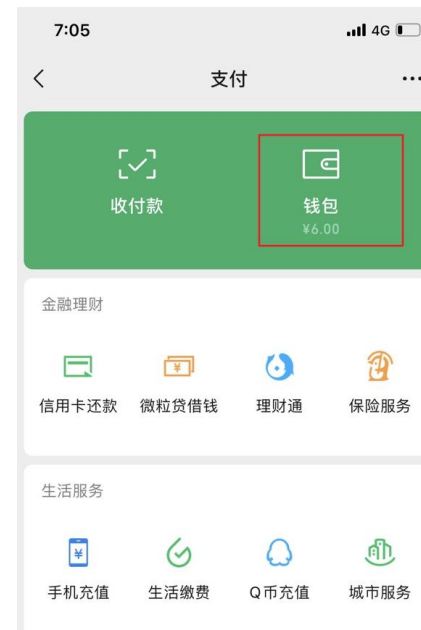 7:05 4G
支付
收付款 钱包
¥6.00
金融理财
信用卡还款 微粒贷借钱 理财通 保险服务
生活服务
手机充值 生活缴费 Q币充值 城市服务